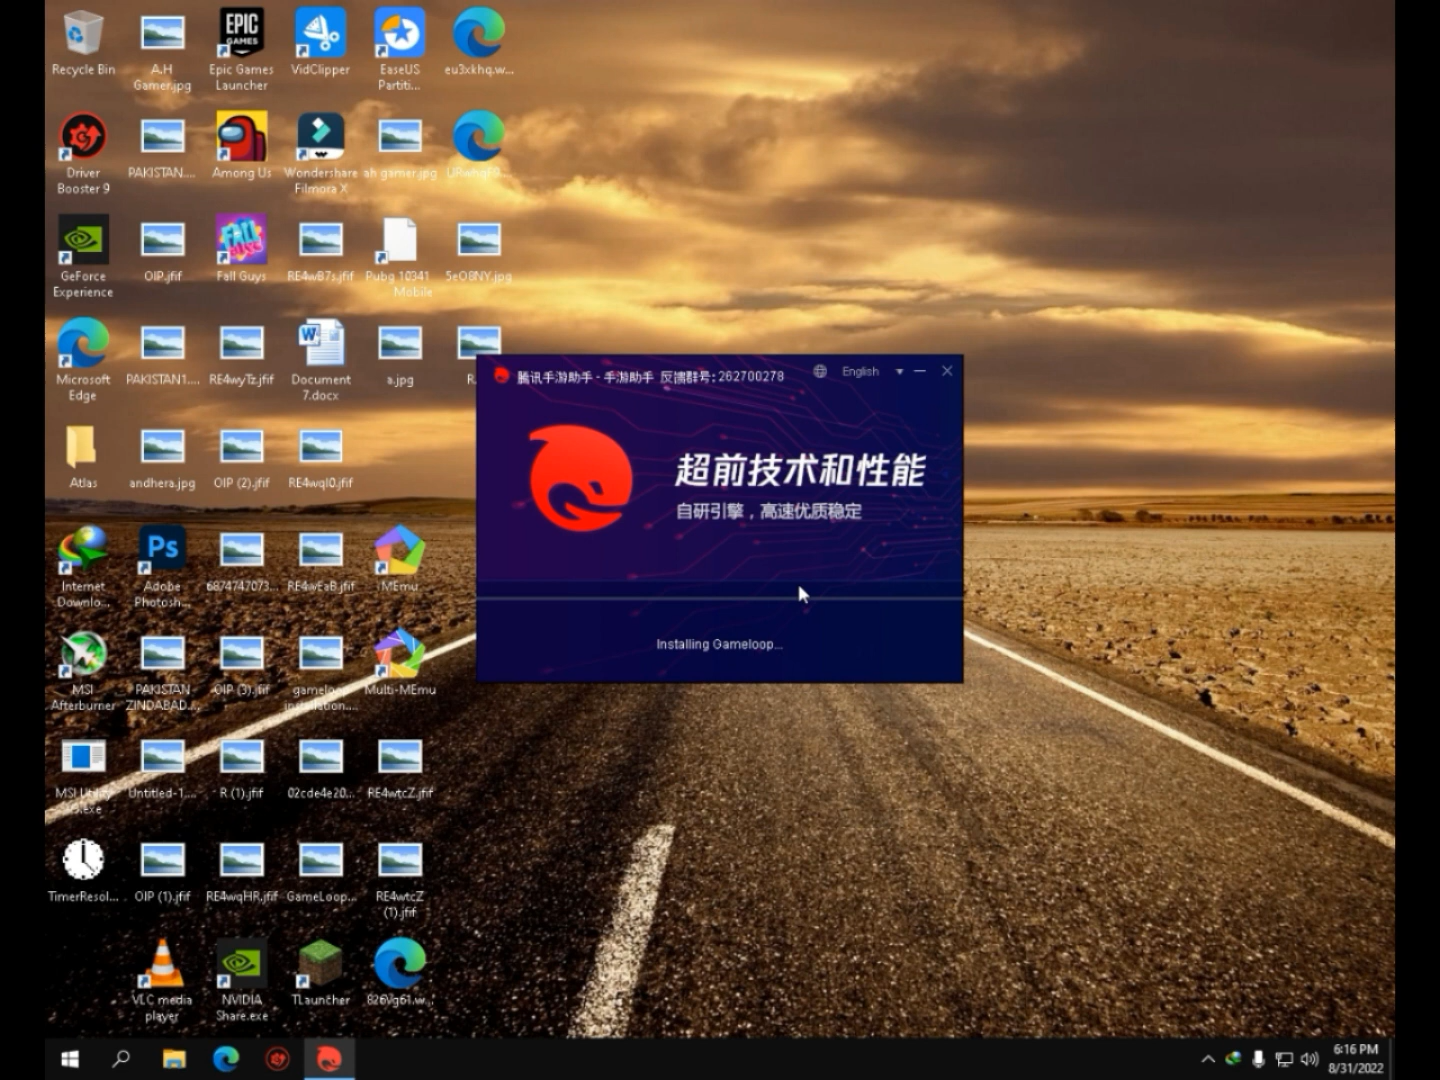 Recycle Bin
A.H
Gamer.jpg
Epic Games
Launcher
VidClipper
EaseUS
Partiti...
eu3xkhq.w...
Driver
Booster 9
PAKISTAN....
Among Us
Wondershare
Filmora X
ah gamer.jpg
GeForce
Experience
OIP.jfif
Fall Guys
RE4wB7s.jfif
Pubg 10341
Mobile
5eO8NY.jpg
Microsoft
Edge
PAKISTAN1....
RE4wyTz.jfif
Document
7.docx
a.jpg
R.
腾讯手游助手 - 手游助手 反馈群号:262700278
English
超前技术和性能
自研引擎，高速优质稳定
Installing Gameloop...
Atlas
andhera.jpg
OIP (2).jfif
RE4wqI0.jfif
Internet
Downlo...
Ps
Adobe
Photosh...
6874747073...
RE4wEaB.jfif
MEmu
MSI
Afterburner
PAKISTAN
ZINDABAD....
OIP (3).jfif
gameloop
installation....
Multi-MEmu
MSI Utility
Untitled-1....
R (1).jfif
02cde4e20...
RE4wtcZ.jfif
TimerResol...
OIP (1).jfif
RE4wqHR.jfif
GameLoop...
RE4wtcZ
(1).jfif
VLC media
player
NVIDIA
Share.exe
TLauncher
6:16 PM
8/31/2022